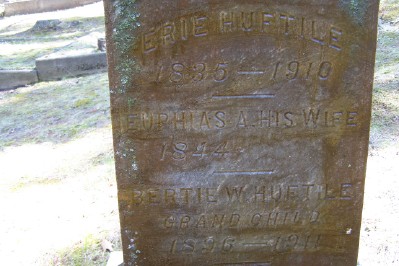 ERIE HUFTILE
1835–1910
EUPHIAS A. HIS WIFE
1844–
BERTIE W. HUFTILE
GRAND CHILD
1896–1911